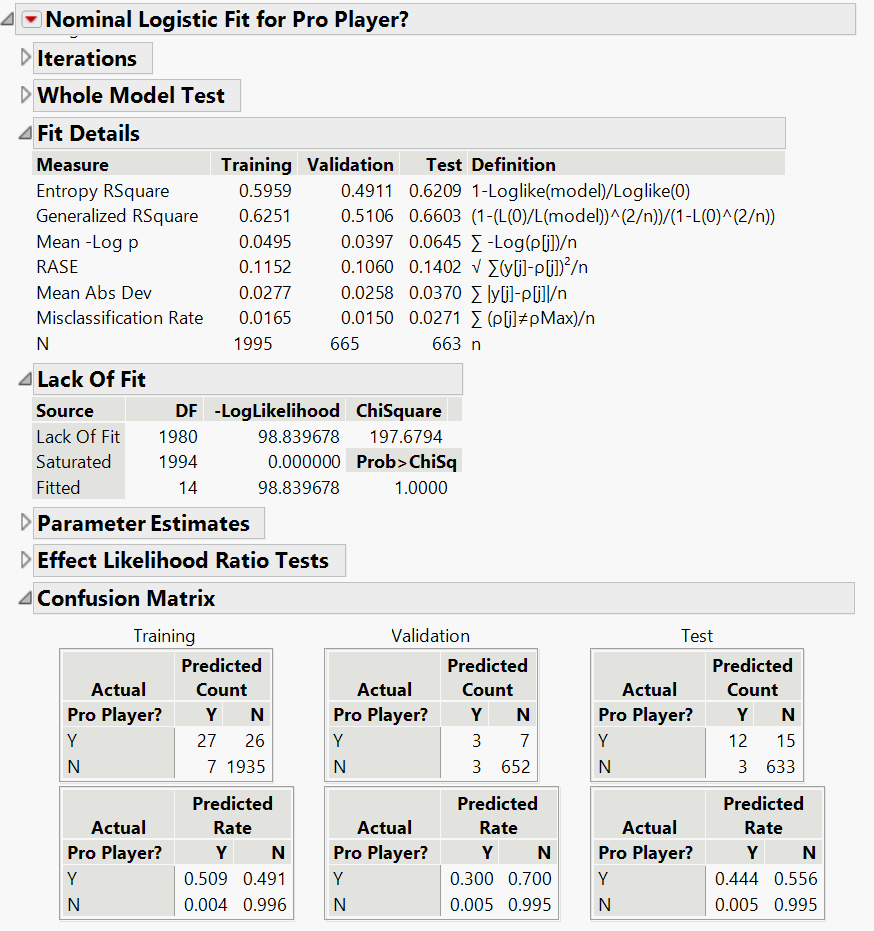 Nominal Logistic Fit for Pro Player?
Iterations
Whole Model Test
Fit Details
Measure Training Validation Test Definition
Entropy RSquare 0.5959 0.4911 0.6209 1-Loglike(model)/Loglike(0)
Generalized RSquare 0.6251 0.5106 0.6603 (1-(L(0)/L(model))^(2/n))/(1-L(0)^(2/n))
Mean -Log p 0.0495 0.0397 0.0645 ∑ -Log(ρ[j])/n
RASE 0.1152 0.1060 0.1402 √ ∑(y[j]-ρ[j])²/n
Mean Abs Dev 0.0277 0.0258 0.0370 ∑ |y[j]-ρ[j]|/n
Misclassification Rate 0.0165 0.0150 0.0271 ∑ (ρ[j]≠ρMax)/n
N 1995 665 663 n
Lack Of Fit
Source DF -LogLikelihood ChiSquare
Lack Of Fit 1980 98.839678 197.6794
Saturated 1994 0.000000 Prob>ChiSq
Fitted 14 98.839678 1.0000
Parameter Estimates
Effect Likelihood Ratio Tests
Confusion Matrix
Training Validation Test
Predicted Predicted Predicted
Actual Count Actual Count Actual Count
Pro Player? Y N Pro Player? Y N Pro Player? Y N
Y 27 26 Y 3 7 Y 12 15
N 7 1935 N 3 652 N 3 633
Predicted Predicted Predicted
Actual Rate Actual Rate Actual Rate
Pro Player? Y N Pro Player? Y N Pro Player? Y N
Y 0.509 0.491 Y 0.300 0.700 Y 0.444 0.556
N 0.004 0.996 N 0.005 0.995 N 0.005 0.995